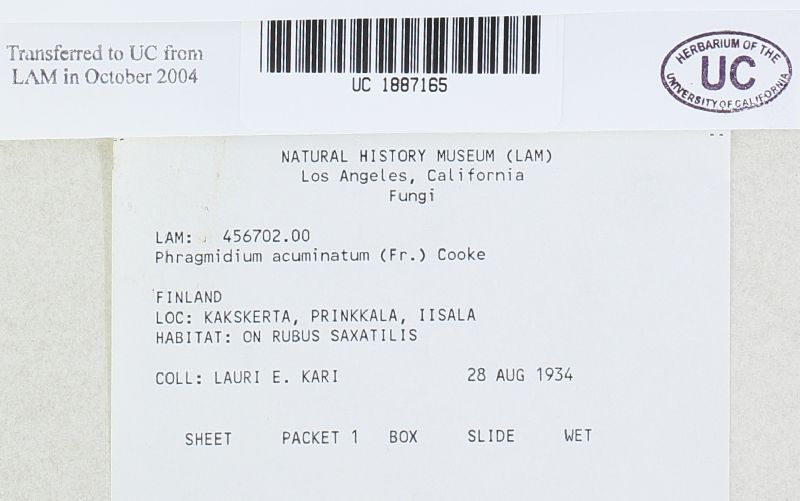 Transferred to UC from
LAM in October 2004
UC 1887165
HERBARIUM OF THE
UC
UNIVERSITY OF CALIFORNIA
NATURAL HISTORY MUSEUM (LAM)
Los Angeles, California
Fungi
LAM: 456702.00
Phragmidium acuminatum (Fr.) Cooke
FINLAND
LOC: KAKSKERTA, PRINKKALA, IISALA
HABITAT: ON RUBUS SAXATILIS
COLL: LAURI E. KARI 28 AUG 1934
SHEET PACKET 1 BOX SLIDE WET